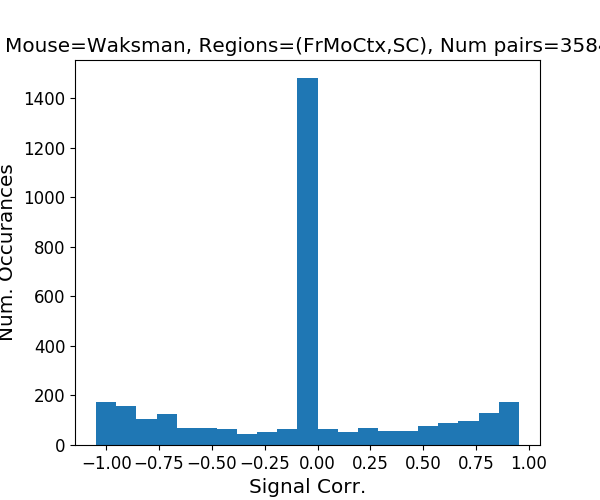 Mouse=Waksman, Regions=(FrMoCtx,SC), Num pairs=3584
Num. Occurances
1400
1200
1000
800
600
400
200
0
−1.00 −0.75 −0.50 −0.25 0.00 0.25 0.50 0.75 1.00
Signal Corr.